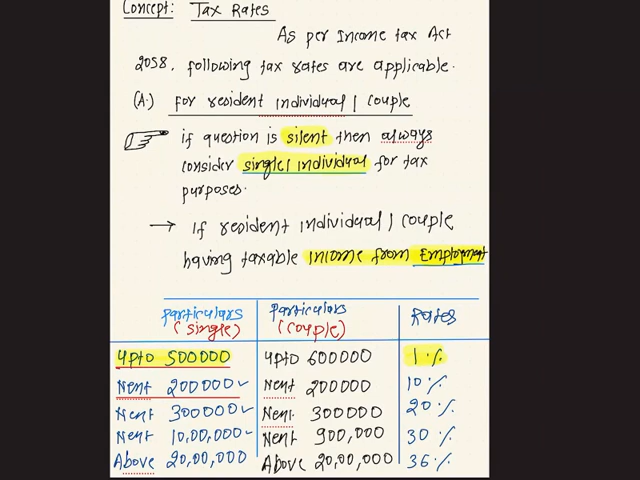 Concept: Tax Rates
As per Income tax Act
2058, following tax rates are applicable.
(A.) for resident individual | couple
if question is silent then always
consider single | individual for tax
purposes.
→ If resident individual | couple
having taxable income from Employment
Particulars (single) Particulars (couple) Rates
Upto 500000 Upto 600000 1%
Next 200000 Next 200000 10%
Next 300000 Next 300000 20%
Next 10,00,000 Next 900,000 30%
Above 20,00,000 Above 20,00,000 36%